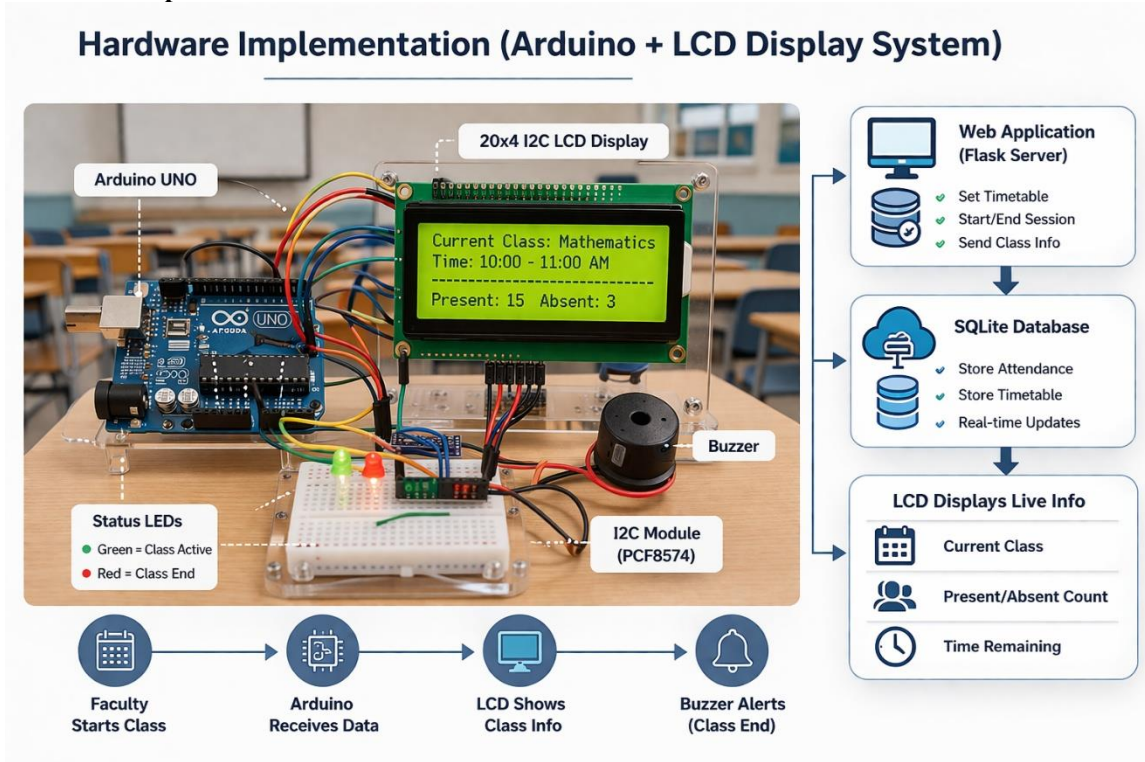 Hardware Implementation (Arduino + LCD Display System)
20x4 I2C LCD Display
Arduino UNO
Current Class: Mathematics
Time: 10:00 - 11:00 AM
Present: 15 Absent: 3
UNO
Buzzer
Status LEDs
Green = Class Active
Red = Class End
I2C Module
(PCF8574)
Web Application
(Flask Server)
Set Timetable
Start/End Session
Send Class Info
SQLite Database
Store Attendance
Store Timetable
Real-time Updates
LCD Displays Live Info
Current Class
Present/Absent Count
Time Remaining
Faculty
Starts Class
Arduino
Receives Data
LCD Shows
Class Info
Buzzer Alerts
(Class End)